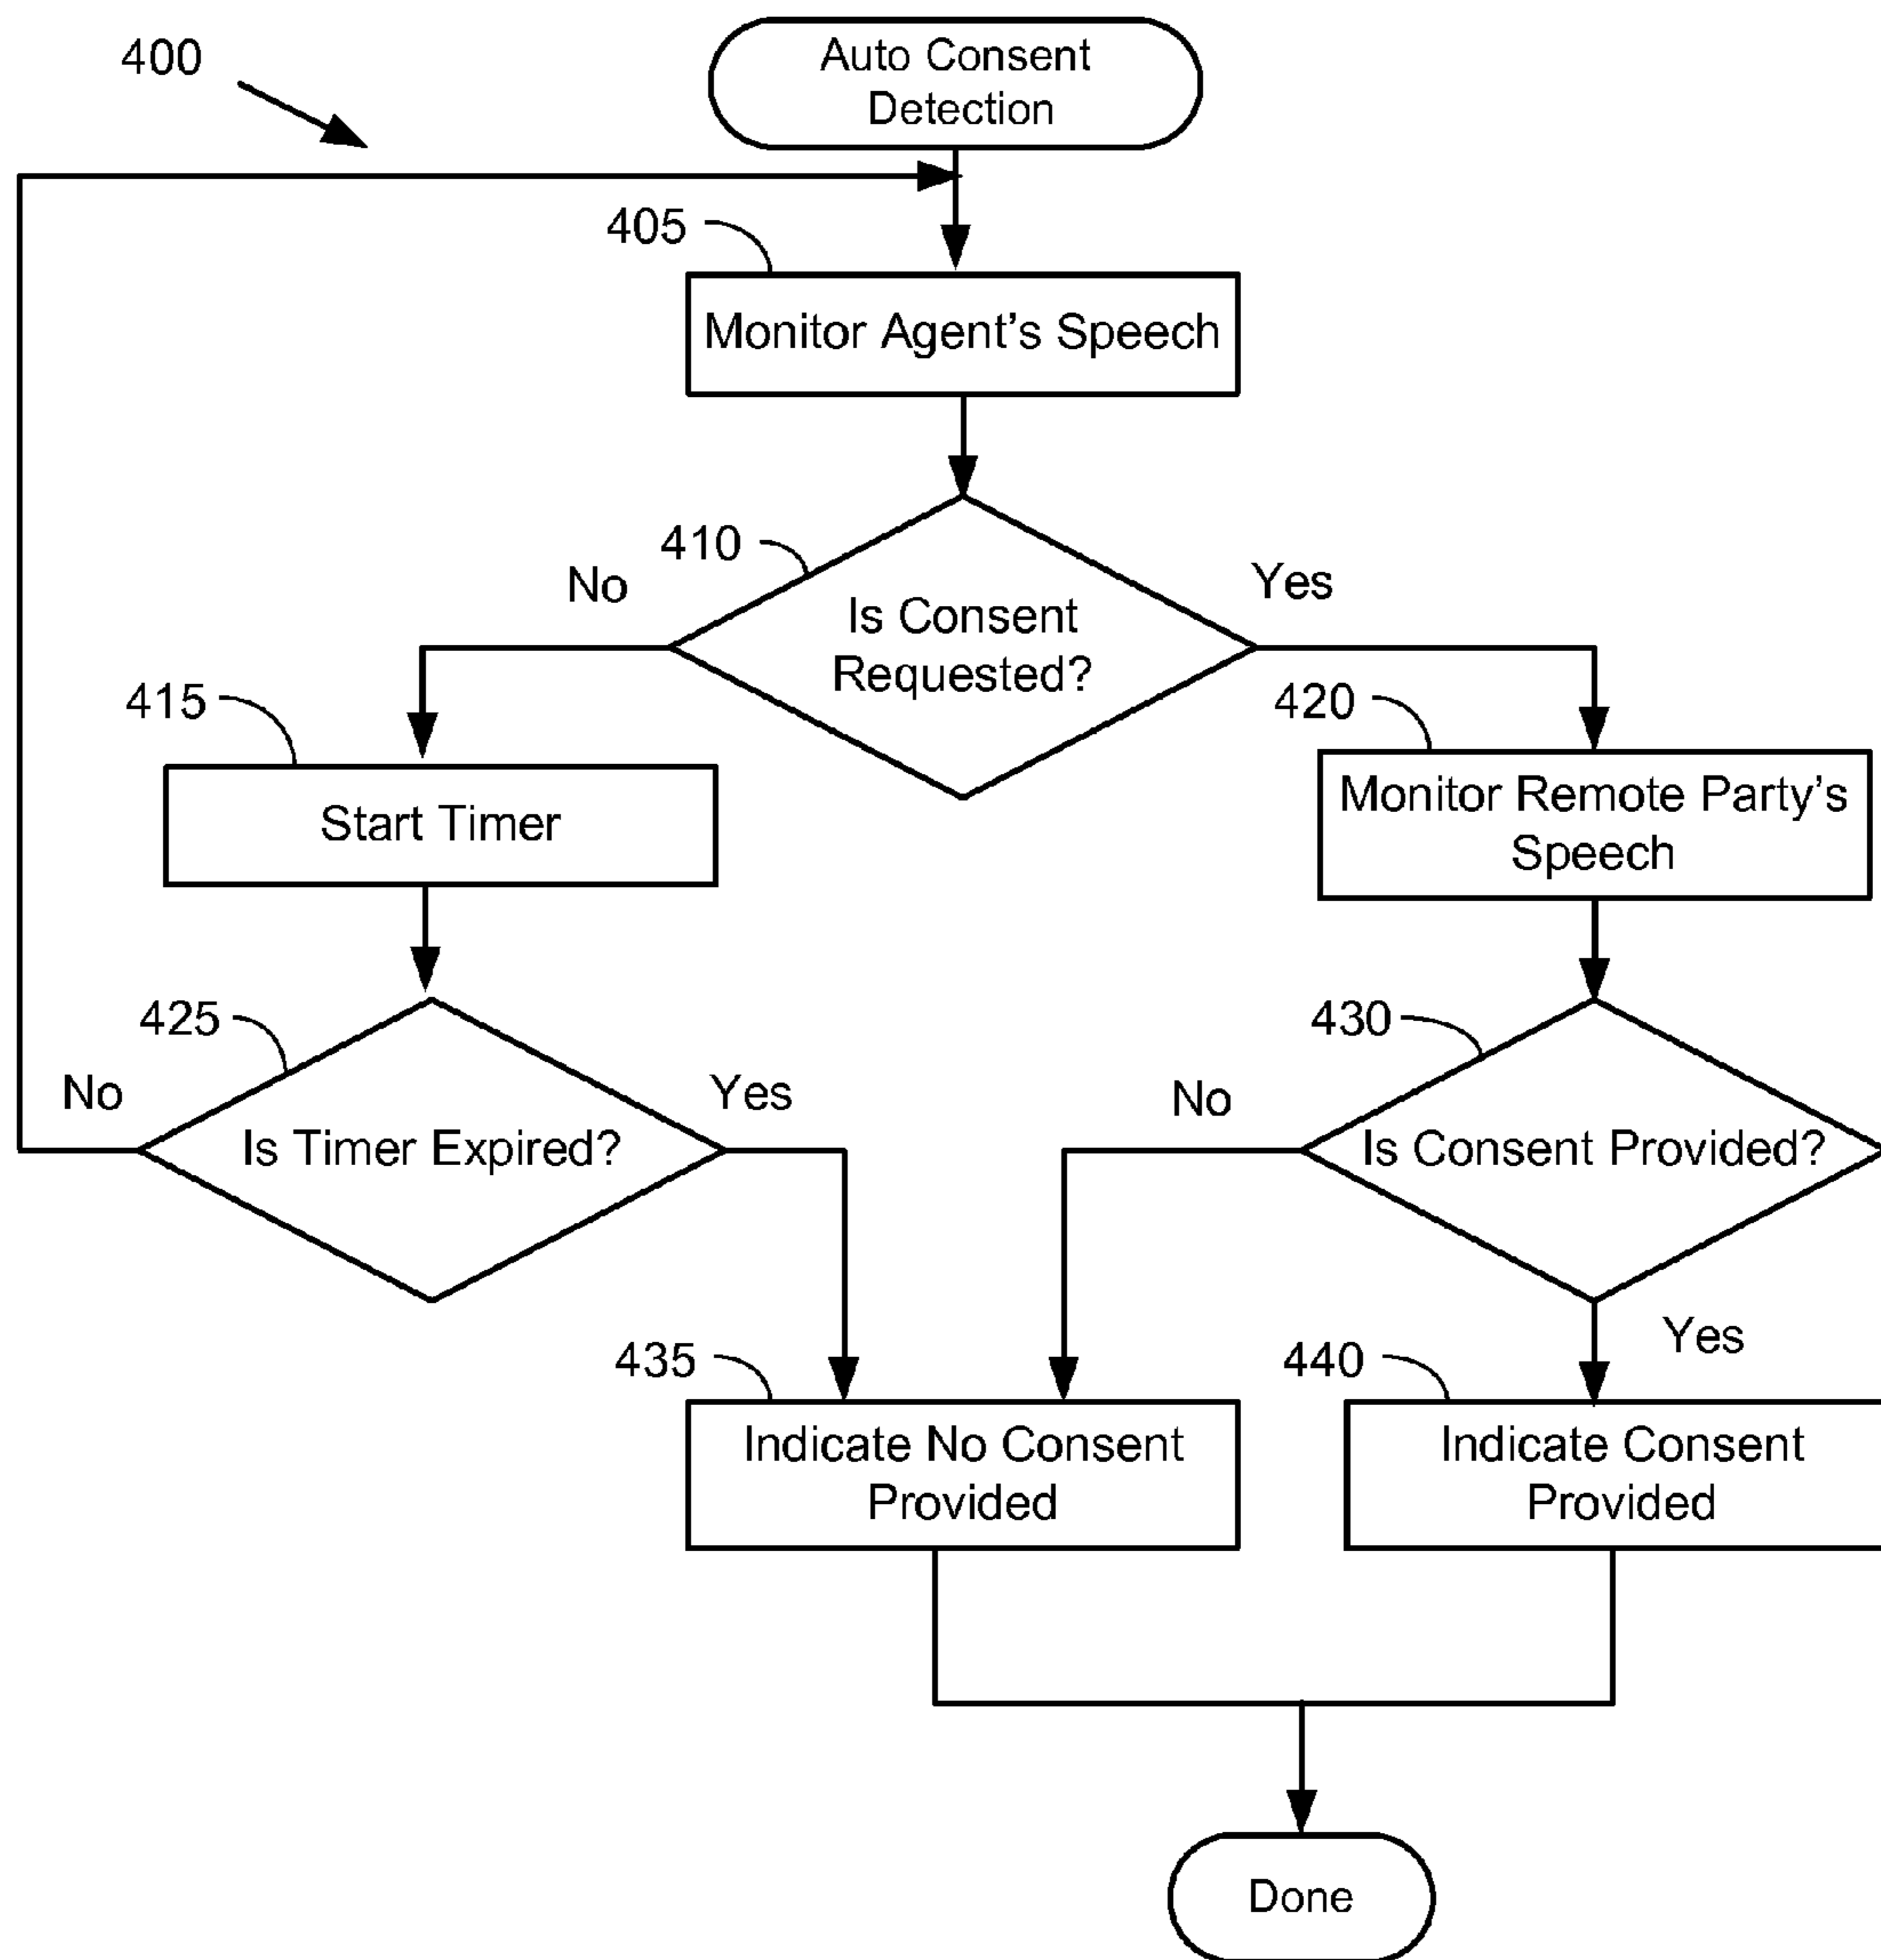 400
Auto Consent
Detection
405
Monitor Agent's Speech
410
No
Yes
Is Consent
Requested?
415
420
Start Timer
Monitor Remote Party's
Speech
425
430
No
Yes
No
Is Timer Expired?
Is Consent Provided?
Yes
435
440
Indicate No Consent
Provided
Indicate Consent
Provided
Done